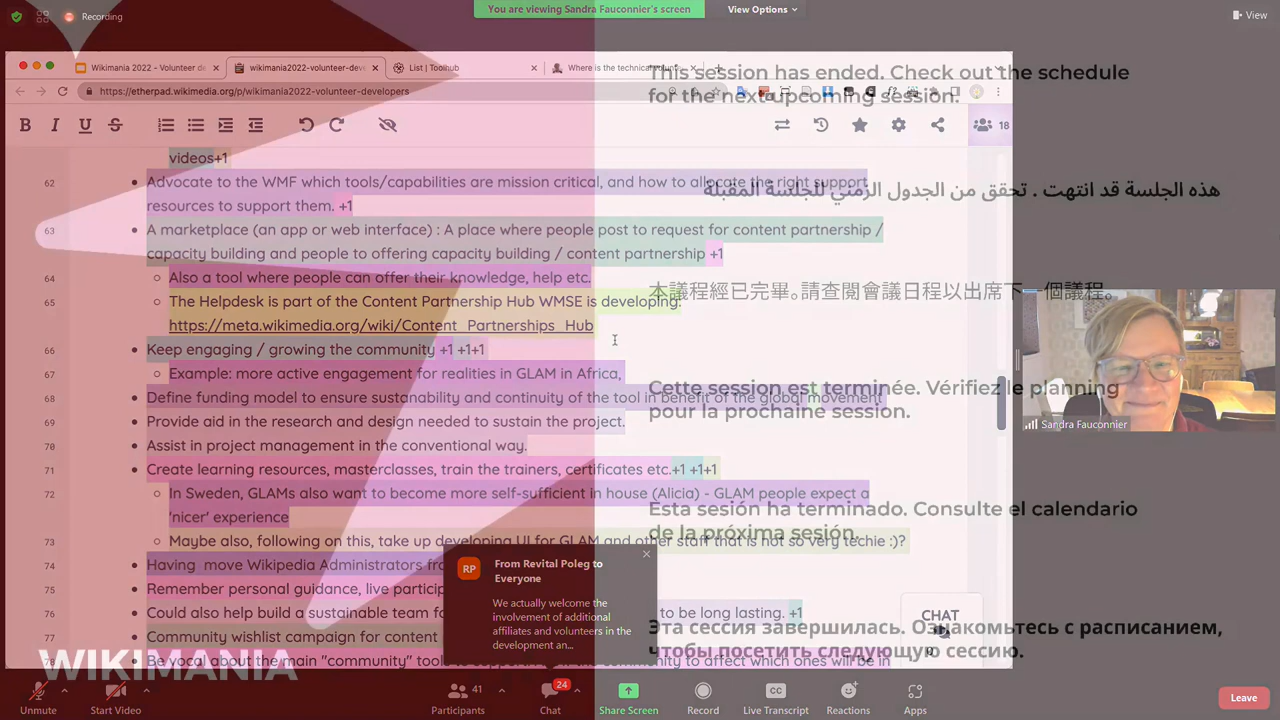 Recording
You are viewing Sandra Fauconnier's screen
View Options
View
Wikimania 2022 - Volunteer de
wikimania2022-volunteer-deve
List | Toolhub
Where is the technical
https://etherpad.wikimedia.org/p/wikimania2022-volunteer-developers
18
This session has ended. Check out the schedule
for the next upcoming session.
videos+1
62 Advocate to the WMF which tools/capabilities are mission critical, and how to allocate the right support
resources to support them. +1
هذه الجلسة قد انتهت . تحقق من الجدول الزمني للجلسة المقبلة
63 A marketplace (an app or web interface) : A place where people post to request for content partnership /
capacity building and people to offering capacity building / content partnership +1
64 Also a tool where people can offer their knowledge, help etc.
本議程經已完畢。請查閱會議日程以出席下一個議程。
65 The Helpdesk is part of the Content Partnership Hub WMSE is developing:
https://meta.wikimedia.org/wiki/Content_Partnerships_Hub
66 Keep engaging / growing the community +1 +1+1
67 Example: more active engagement for realities in GLAM in Africa,
Cette session est terminée. Vérifiez le planning
pour la prochaine session.
68 Define funding model to ensure sustanability and continuity of the tool in benefit of the global movement
69 Provide aid in the research and design needed to sustain the project.
70 Assist in project management in the conventional way.
71 Create learning resources, masterclasses, train the trainers, certificates etc.+1 +1+1
72 In Sweden, GLAMs also want to become more self-sufficient in house (Alicia) - GLAM people expect a
'nicer' experience
Esta sesión ha terminado. Consulte el calendario
de la próxima sesión.
73 Maybe also, following on this, take up developing UI for GLAM and other staff that is not so very techie :)?
74 Having move Wikipedia Administrators
75 Remember personal guidance, live
76 Could also help build a sustainable team
to be long lasting. +1
77 Community wishlist campaign for content
78 Be vocal about the main "community"
community to affect which ones will be in
Эта сессия завершилась. Ознакомьтесь с расписанием,
чтобы посетить следующую сессию.
RP
From Revital Poleg to
Everyone
We actually welcome the
involvement of additional
affiliates and volunteers in the
development an...
CHAT
Sandra Fauconnier
WIKIMANIA
Unmute
Start Video
Participants
41
Chat
24
Share Screen
Record
CC
Live Transcript
Reactions
Apps
Leave